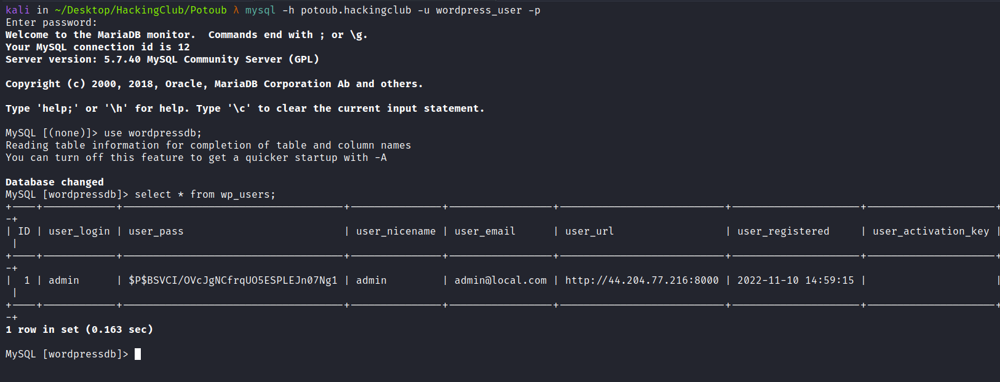 kali in ~/Desktop/HackingClub/Potoub λ mysql -h potoub.hackingclub -u wordpress_user -p
Enter password:
Welcome to the MariaDB monitor.  Commands end with ; or \g.
Your MySQL connection id is 12
Server version: 5.7.40 MySQL Community Server (GPL)

Copyright (c) 2000, 2018, Oracle, MariaDB Corporation Ab and others.

Type 'help;' or '\h' for help. Type '\c' to clear the current input statement.

MySQL [(none)]> use wordpressdb;
Reading table information for completion of table and column names
You can turn off this feature to get a quicker startup with -A

Database changed
MySQL [wordpressdb]> select * from wp_users;
+----+------------+------------------------------------+---------------+-----------------+---------------------------+---------------------+---------------------+
-+
| ID | user_login | user_pass                          | user_nicename | user_email      | user_url                  | user_registered     | user_activation_key |
 |
+----+------------+------------------------------------+---------------+-----------------+---------------------------+---------------------+---------------------+
-+
|  1 | admin      | $P$BSVCI/OVcJgNCfrqUO5ESPLEJn07Ng1 | admin         | admin@local.com | http://44.204.77.216:8000 | 2022-11-10 14:59:15 |                     |
 |
+----+------------+------------------------------------+---------------+-----------------+---------------------------+---------------------+---------------------+
-+
1 row in set (0.163 sec)

MySQL [wordpressdb]>